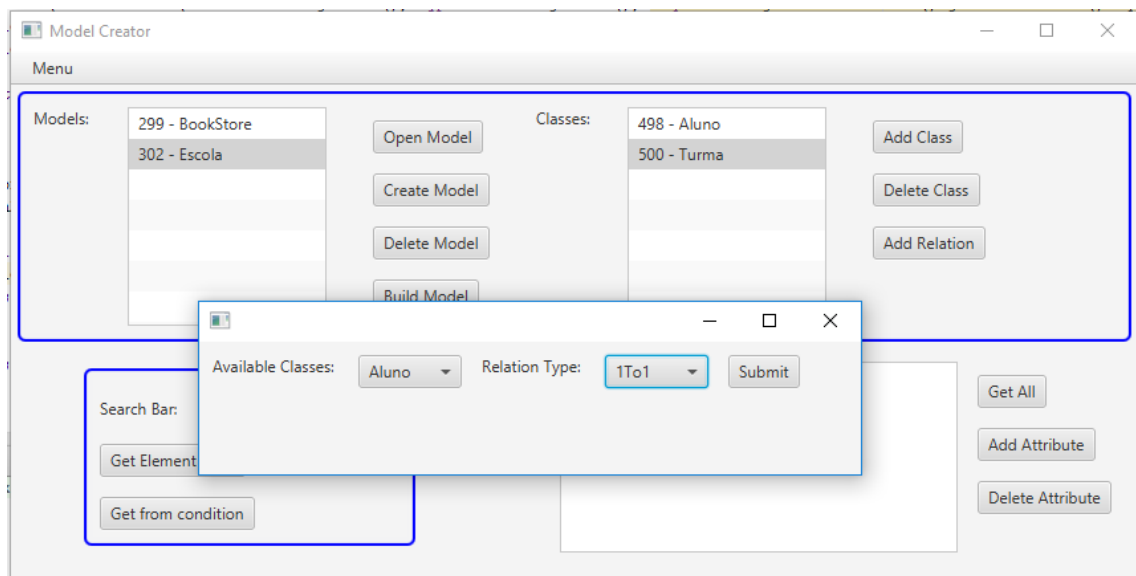 Model Creator
Menu
Models:
299 - BookStore
302 - Escola
Open Model
Create Model
Delete Model
Build Model
Classes:
498 - Aluno
500 - Turma
Add Class
Delete Class
Add Relation
Available Classes:
Aluno
Relation Type:
1To1
Submit
Search Bar:
Get Element
Get from condition
Get All
Add Attribute
Delete Attribute